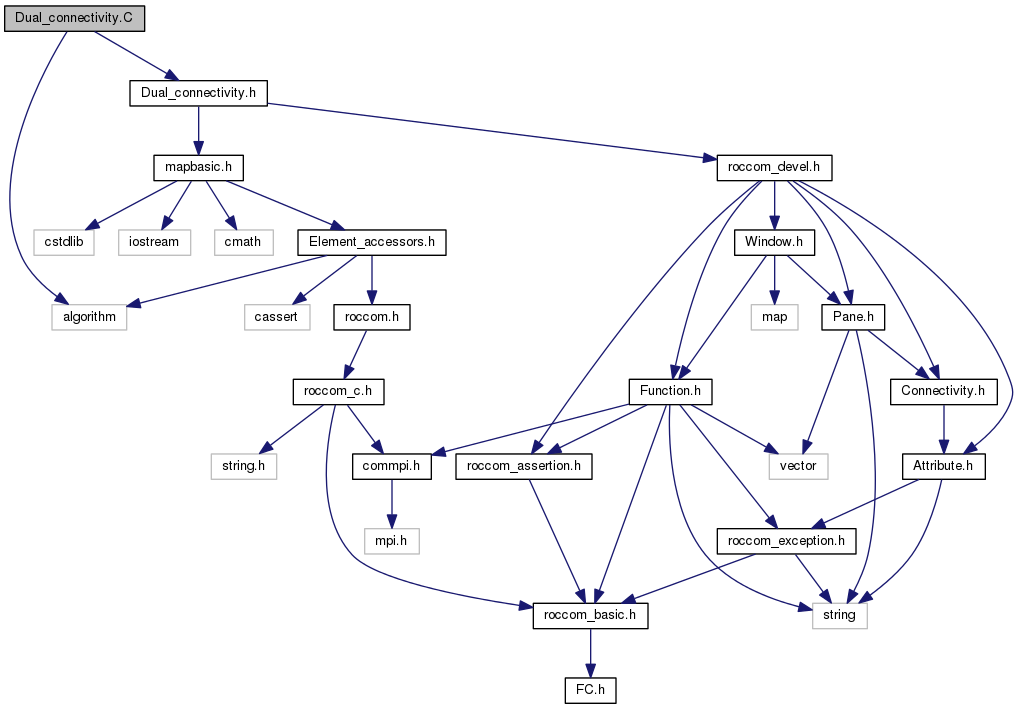 Dual_connectivity.C
Dual_connectivity.h
mapbasic.h
roccom_devel.h
cstdlib
iostream
cmath
Element_accessors.h
Window.h
algorithm
cassert
roccom.h
map
Pane.h
roccom_c.h
Function.h
Connectivity.h
string.h
commpi.h
roccom_assertion.h
vector
Attribute.h
mpi.h
roccom_exception.h
roccom_basic.h
string
FC.h